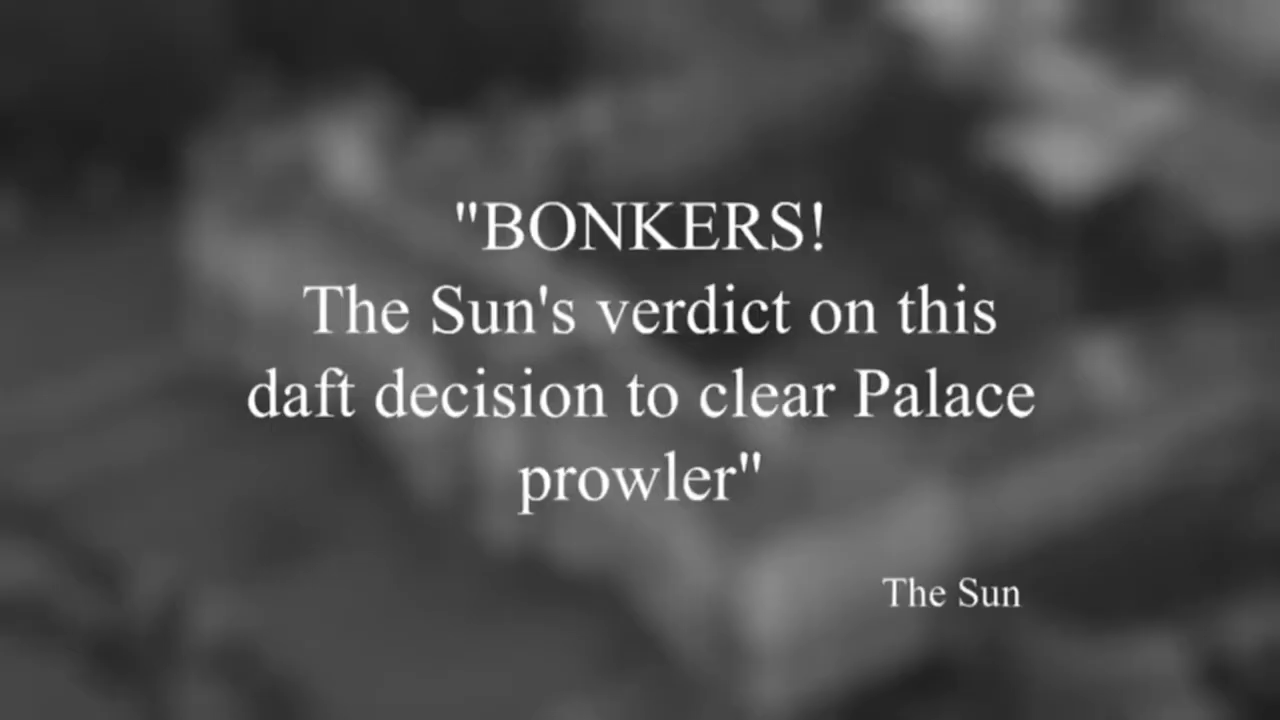 "BONKERS!
The Sun's verdict on this
daft decision to clear Palace
prowler"
The Sun